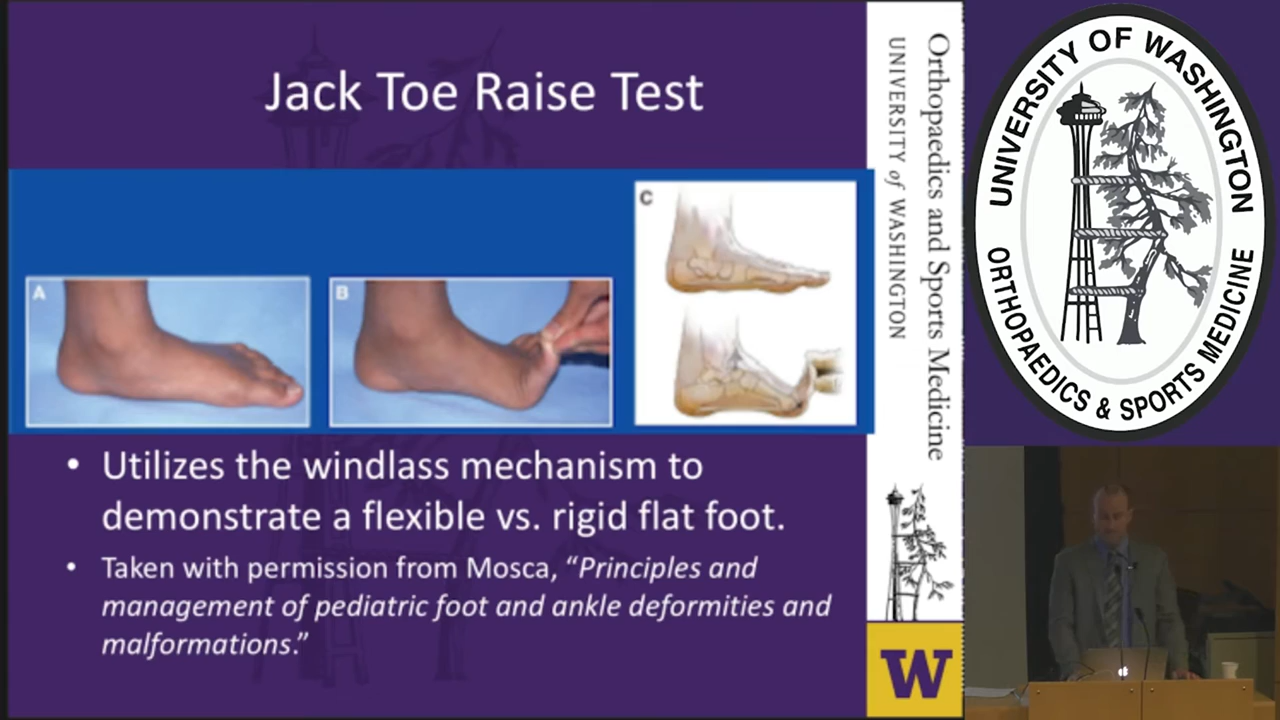 Jack Toe Raise Test
A
B
C
• Utilizes the windlass mechanism to
demonstrate a flexible vs. rigid flat foot.
• Taken with permission from Mosca, “Principles and
management of pediatric foot and ankle deformities and
malformations.”
Orthopaedics and Sports Medicine
UNIVERSITY of WASHINGTON
W
UNIVERSITY OF WASHINGTON
ORTHOPAEDICS & SPORTS MEDICINE